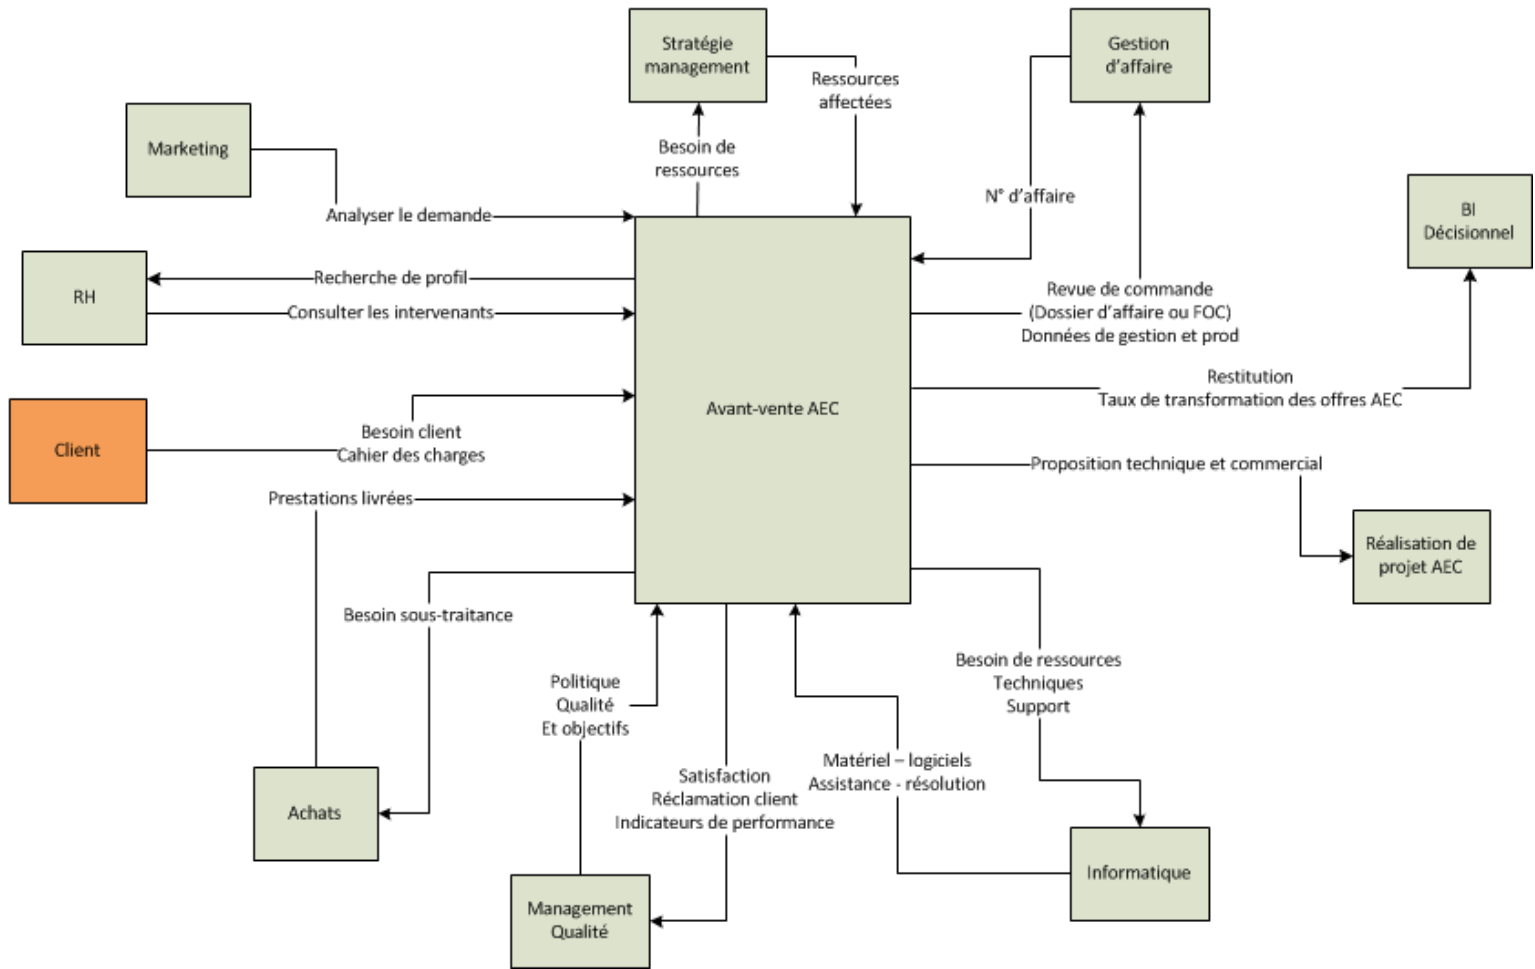 Stratégie
management
Gestion
d'affaire
Ressources
affectées
Marketing
Besoin de
ressources
N° d'affaire
BI
Décisionnel
Analyser le demande
RH
Recherche de profil
Consulter les intervenants
Revue de commande
(Dossier d'affaire ou FOC)
Données de gestion et prod
Restitution
Taux de transformation des offres AEC
Avant-vente AEC
Client
Besoin client
Cahier des charges
Proposition technique et commercial
Prestations livrées
Réalisation de
projet AEC
Besoin sous-traitance
Besoin de ressources
Techniques
Support
Politique
Qualité
Et objectifs
Satisfaction
Réclamation client
Indicateurs de performance
Matériel – logiciels
Assistance - résolution
Achats
Informatique
Management
Qualité